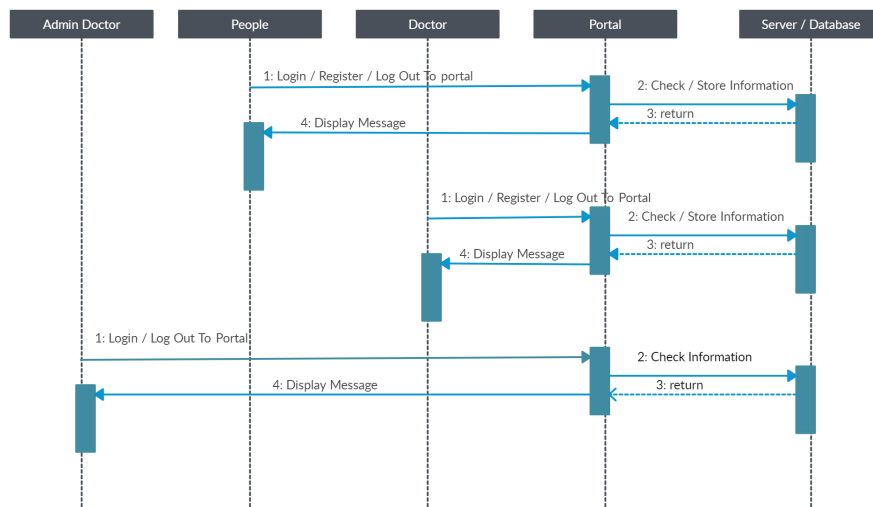 Admin Doctor
People
Doctor
Portal
Server / Database
1: Login / Register / Log Out To portal
2: Check / Store Information
3: return
4: Display Message
1: Login / Register / Log Out To Portal
2: Check / Store Information
3: return
4: Display Message
1: Login / Log Out To Portal
2: Check Information
3: return
4: Display Message